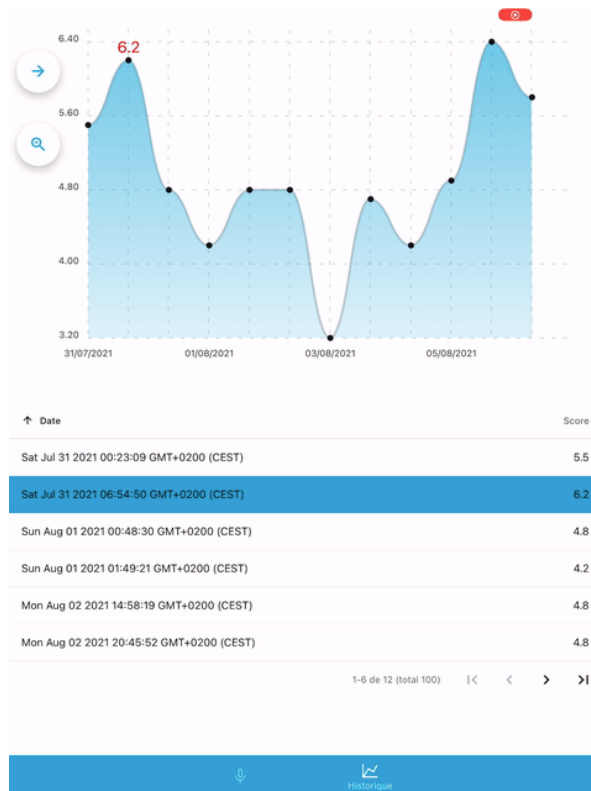 6.40
6.2
5.60
4.80
4.00
3.20
31/07/2021 01/08/2021 03/08/2021 05/08/2021
Date Score
Sat Jul 31 2021 00:23:09 GMT+0200 (CEST) 5.5
Sat Jul 31 2021 06:54:50 GMT+0200 (CEST) 6.2
Sun Aug 01 2021 00:48:30 GMT+0200 (CEST) 4.8
Sun Aug 01 2021 01:49:21 GMT+0200 (CEST) 4.2
Mon Aug 02 2021 14:58:19 GMT+0200 (CEST) 4.8
Mon Aug 02 2021 20:45:52 GMT+0200 (CEST) 4.8
1-6 de 12 (total 100)
Historique